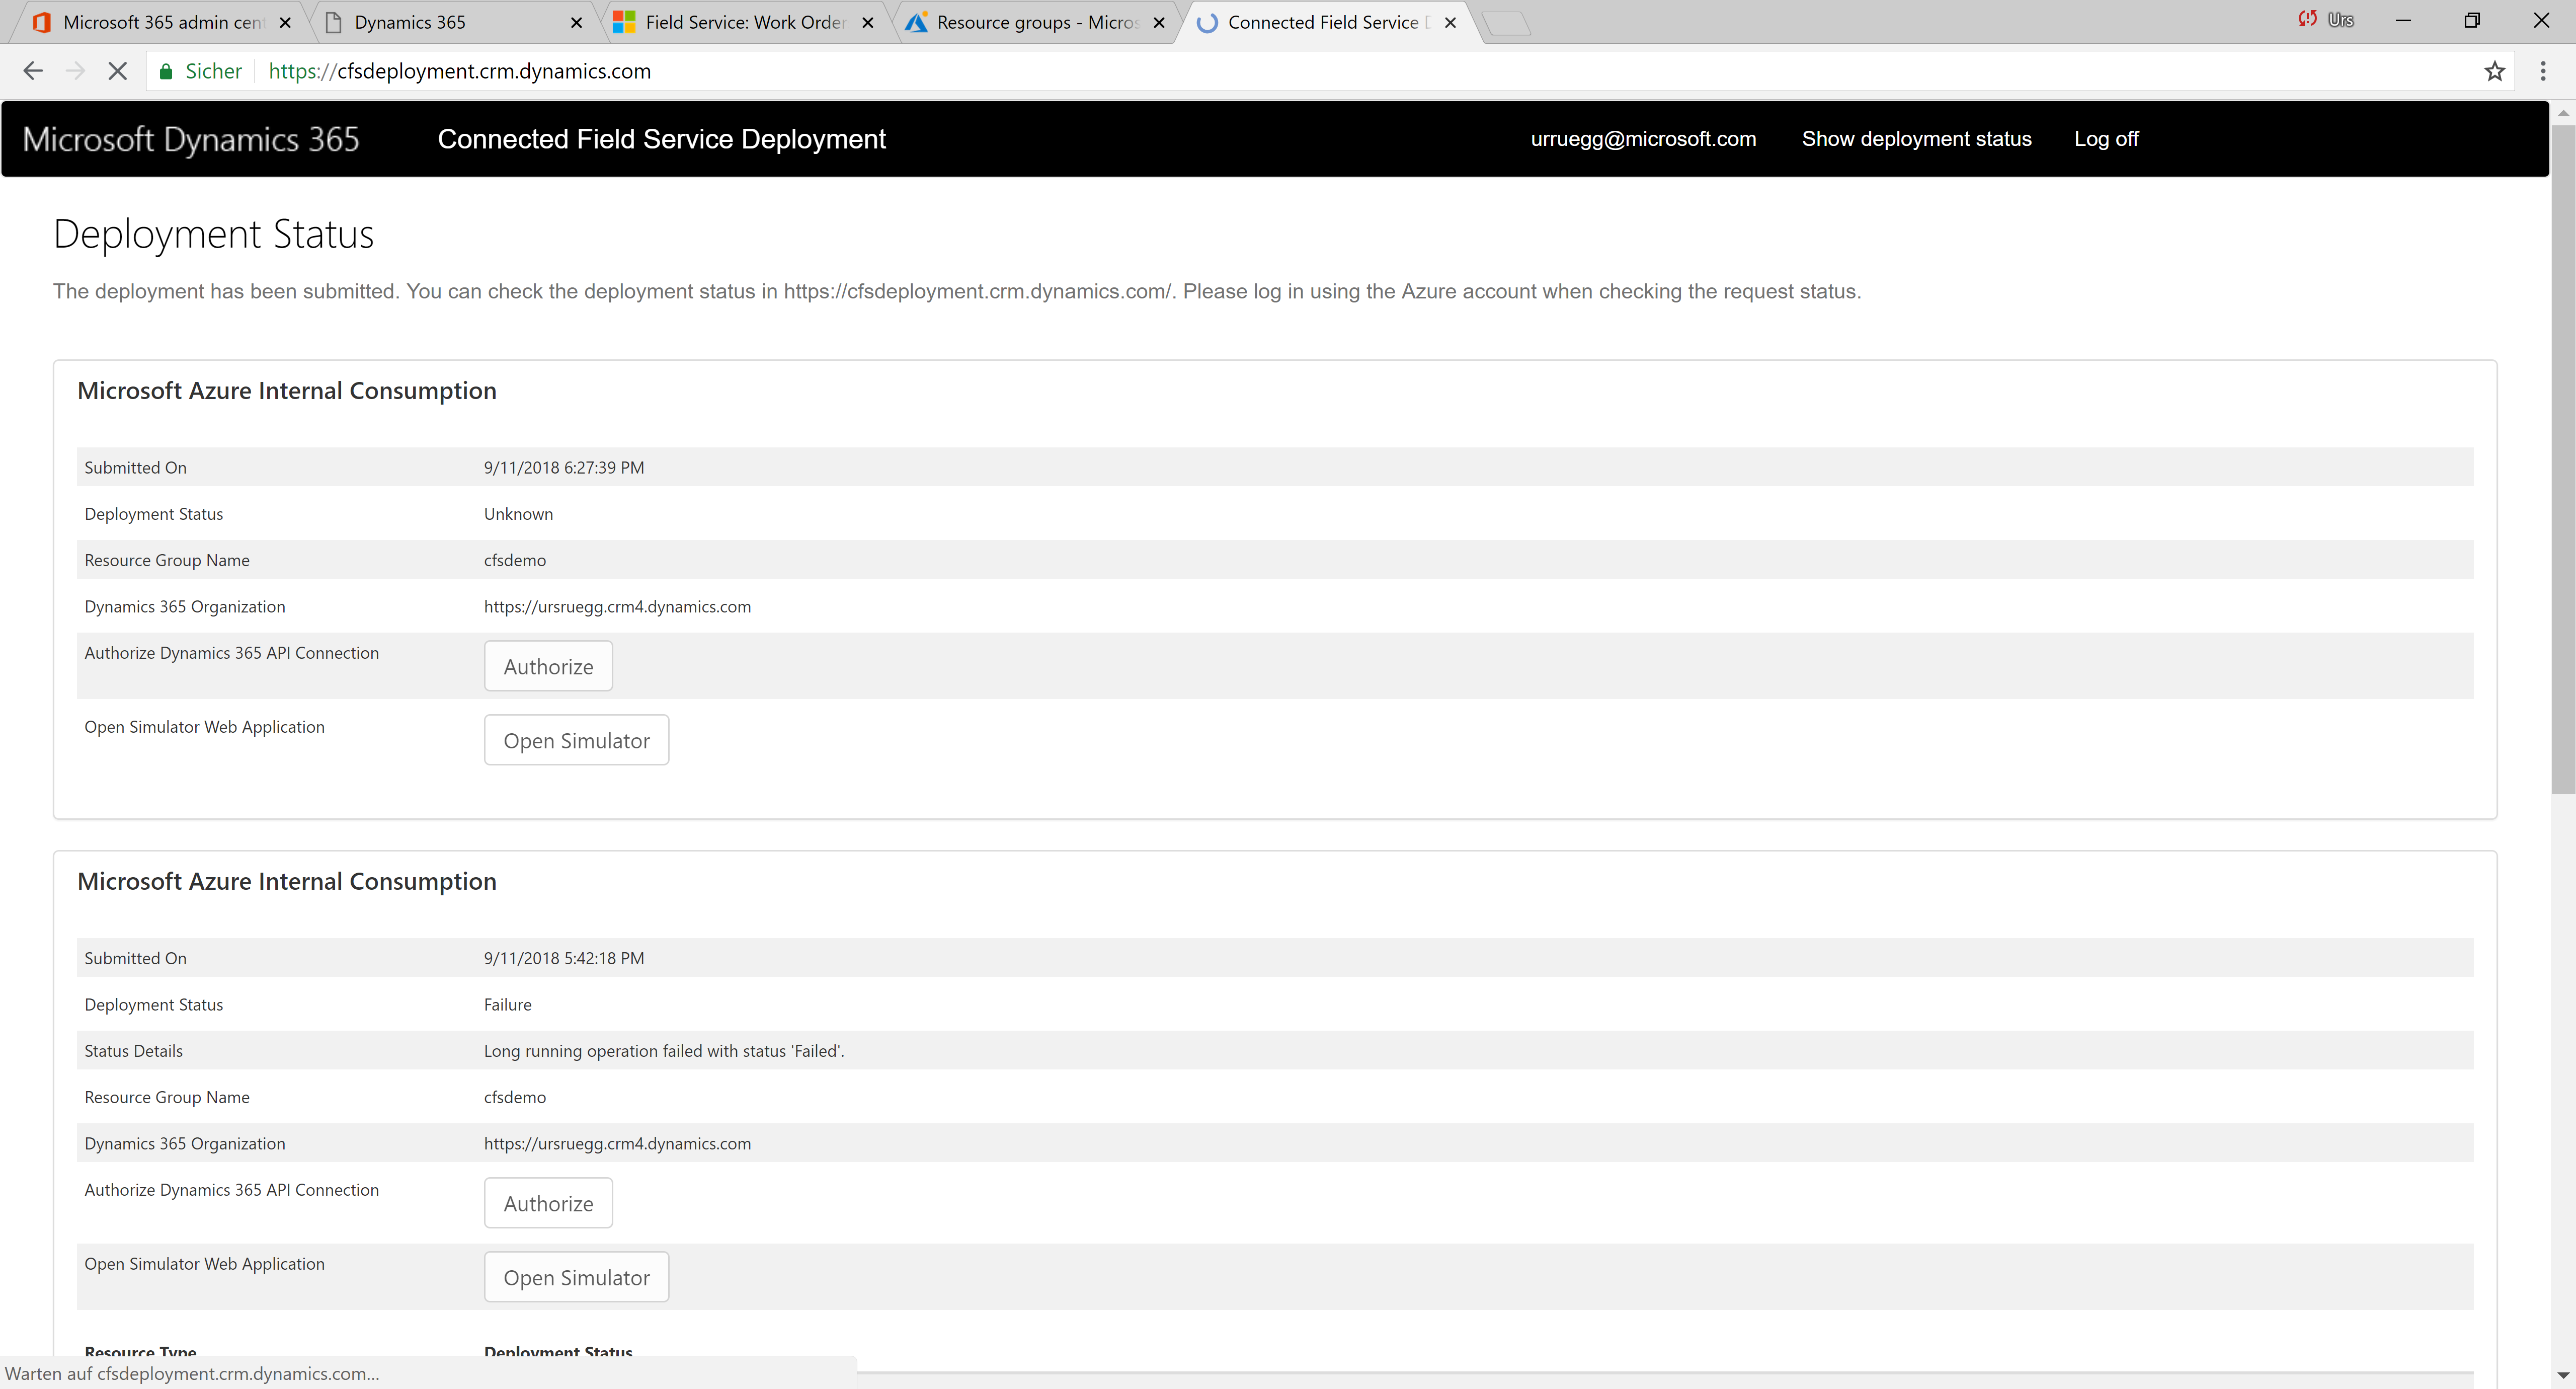 Microsoft 365 admin cent
Dynamics 365
Field Service: Work Order
Resource groups - Micros
Connected Field Service D
Urs
Sicher
https://cfsdeployment.crm.dynamics.com
Microsoft Dynamics 365
Connected Field Service Deployment
urruegg@microsoft.com
Show deployment status
Log off
Deployment Status
The deployment has been submitted. You can check the deployment status in https://cfsdeployment.crm.dynamics.com/. Please log in using the Azure account when checking the request status.
Microsoft Azure Internal Consumption
Submitted On 9/11/2018 6:27:39 PM
Deployment Status Unknown
Resource Group Name cfsdemo
Dynamics 365 Organization https://ursruegg.crm4.dynamics.com
Authorize Dynamics 365 API Connection Authorize
Open Simulator Web Application Open Simulator
Microsoft Azure Internal Consumption
Submitted On 9/11/2018 5:42:18 PM
Deployment Status Failure
Status Details Long running operation failed with status 'Failed'.
Resource Group Name cfsdemo
Dynamics 365 Organization https://ursruegg.crm4.dynamics.com
Authorize Dynamics 365 API Connection Authorize
Open Simulator Web Application Open Simulator
Resource Type Deployment Status
Warten auf cfsdeployment.crm.dynamics.com...